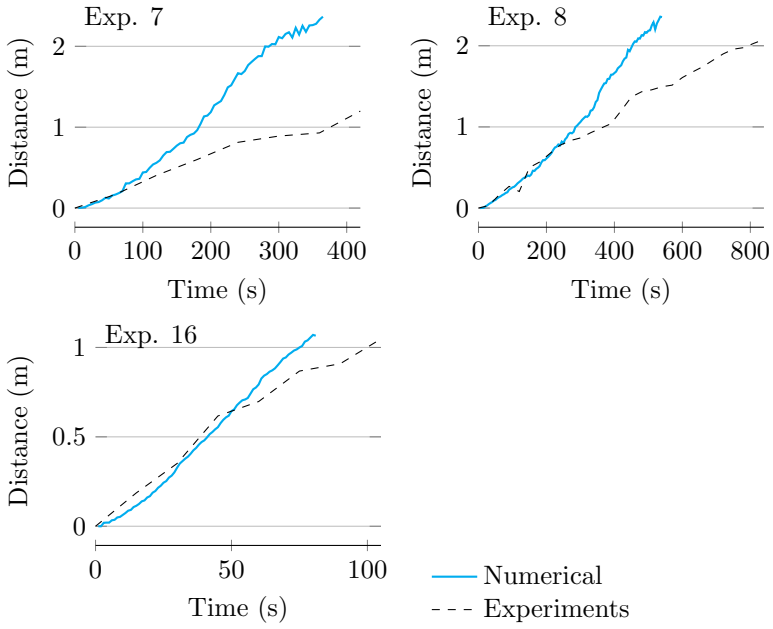 Exp. 7
Distance (m)
2
1
0
0 100 200 300 400
Time (s)
Exp. 8
Distance (m)
2
1
0
0 200 400 600 800
Time (s)
Exp. 16
Distance (m)
1
0.5
0
0 50 100
Time (s)
Numerical
Experiments